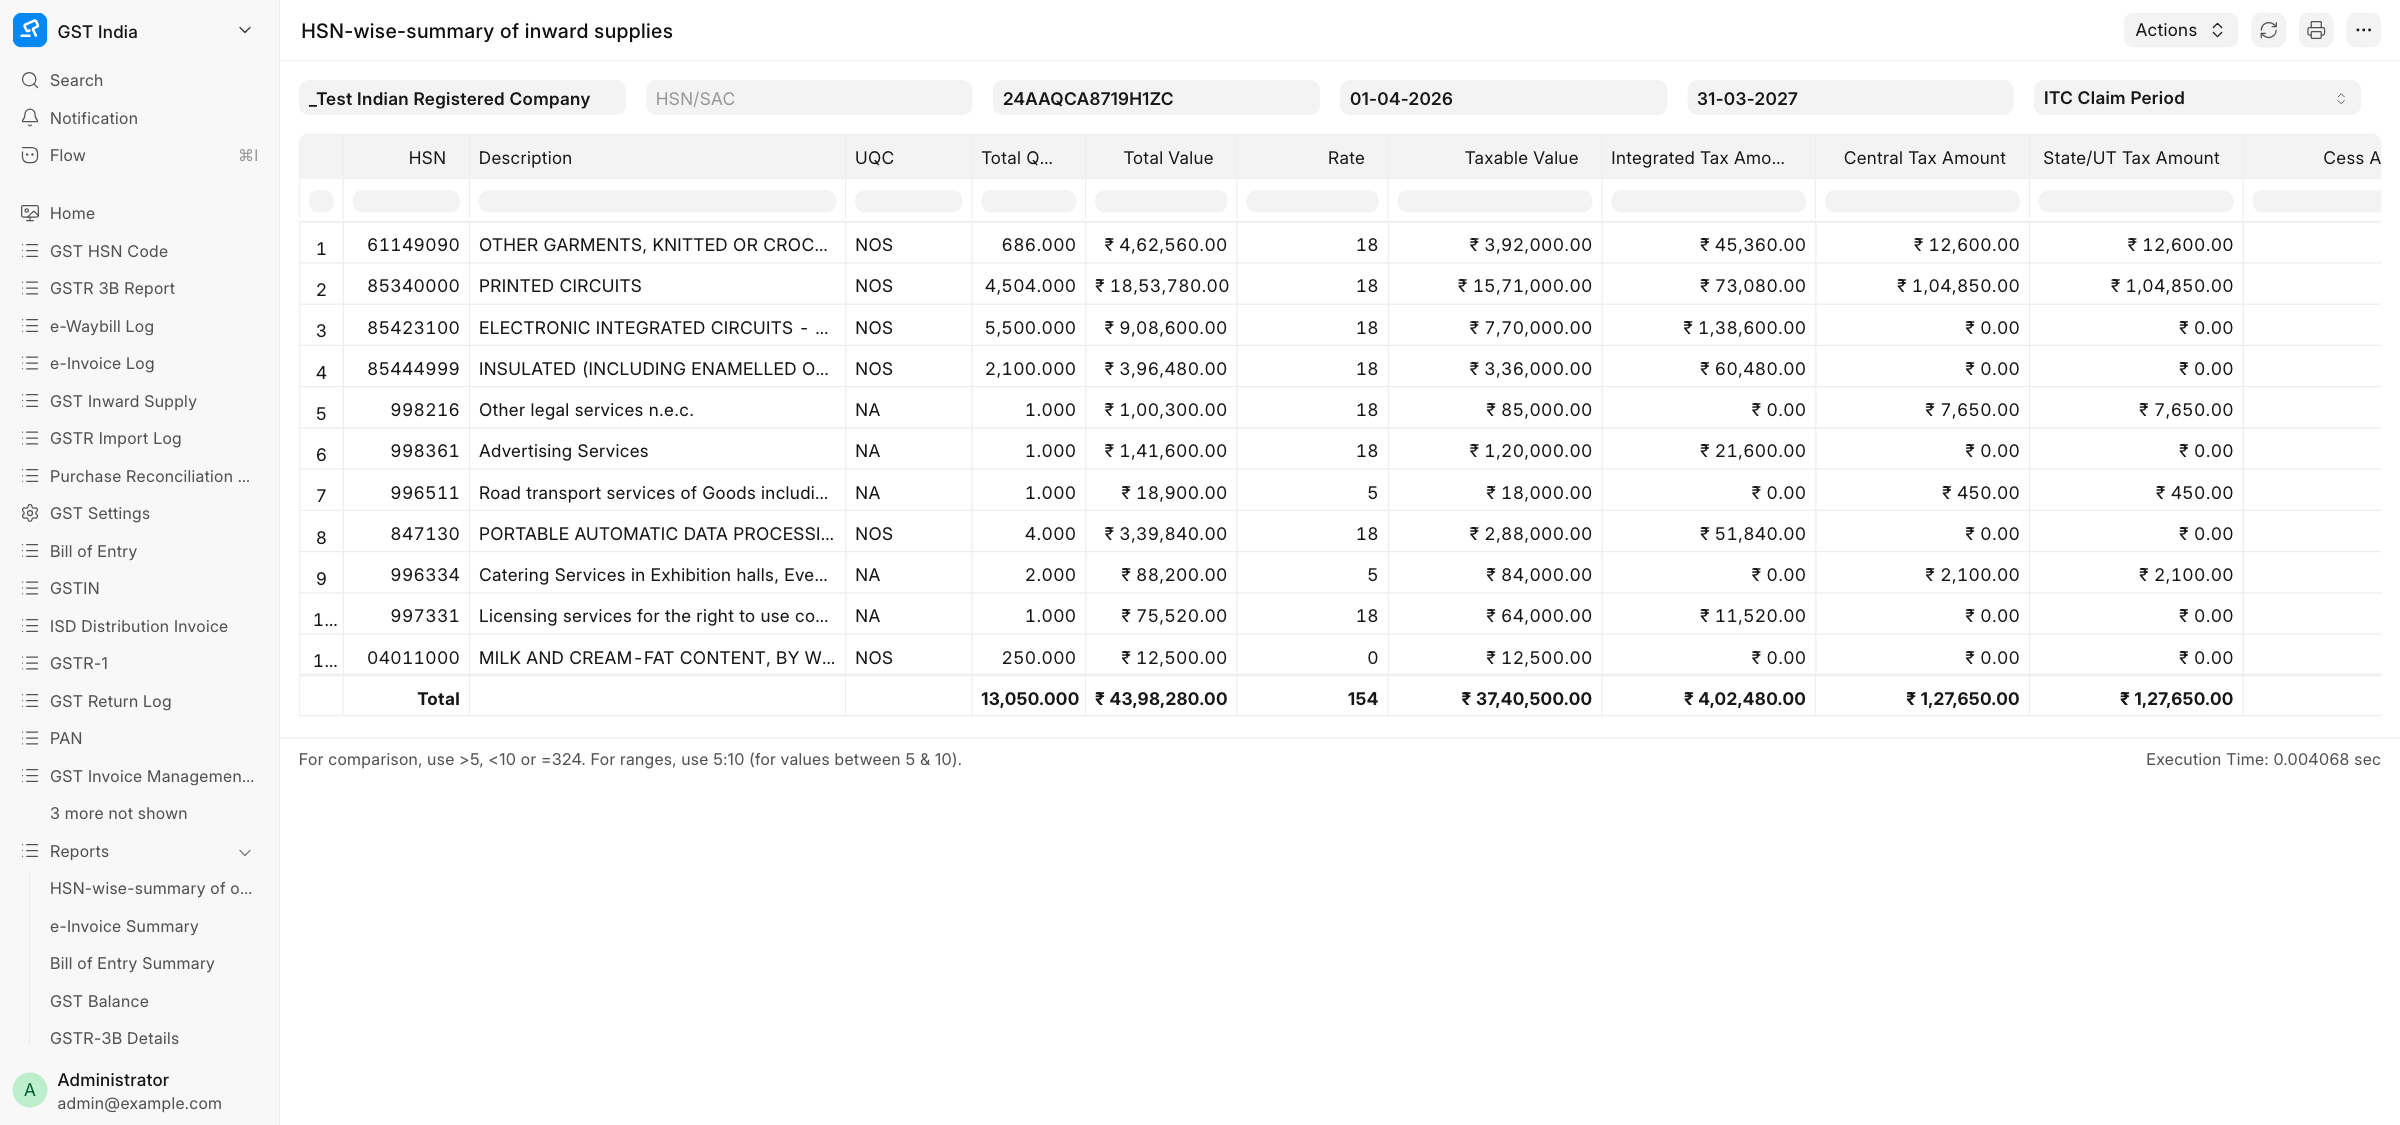 GST India
Search
Notification
Flow ⌘I
Home
GST HSN Code
GSTR 3B Report
e-Waybill Log
e-Invoice Log
GST Inward Supply
GSTR Import Log
Purchase Reconciliation ...
GST Settings
Bill of Entry
GSTIN
ISD Distribution Invoice
GSTR-1
GST Return Log
PAN
GST Invoice Managemen...
3 more not shown
Reports
HSN-wise-summary of o...
e-Invoice Summary
Bill of Entry Summary
GST Balance
GSTR-3B Details
A
Administrator
admin@example.com
HSN-wise-summary of inward supplies
Actions
_Test Indian Registered Company HSN/SAC 24AAQCA8719H1ZC 01-04-2026 31-03-2027 ITC Claim Period
HSN Description UQC Total Q... Total Value Rate Taxable Value Integrated Tax Amo... Central Tax Amount State/UT Tax Amount Cess A
1 61149090 OTHER GARMENTS, KNITTED OR CROC... NOS 686.000 ₹ 4,62,560.00 18 ₹ 3,92,000.00 ₹ 45,360.00 ₹ 12,600.00 ₹ 12,600.00
2 85340000 PRINTED CIRCUITS NOS 4,504.000 ₹ 18,53,780.00 18 ₹ 15,71,000.00 ₹ 73,080.00 ₹ 1,04,850.00 ₹ 1,04,850.00
3 85423100 ELECTRONIC INTEGRATED CIRCUITS - ... NOS 5,500.000 ₹ 9,08,600.00 18 ₹ 7,70,000.00 ₹ 1,38,600.00 ₹ 0.00 ₹ 0.00
4 85444999 INSULATED (INCLUDING ENAMELLED O... NOS 2,100.000 ₹ 3,96,480.00 18 ₹ 3,36,000.00 ₹ 60,480.00 ₹ 0.00 ₹ 0.00
5 998216 Other legal services n.e.c. NA 1.000 ₹ 1,00,300.00 18 ₹ 85,000.00 ₹ 0.00 ₹ 7,650.00 ₹ 7,650.00
6 998361 Advertising Services NA 1.000 ₹ 1,41,600.00 18 ₹ 1,20,000.00 ₹ 21,600.00 ₹ 0.00 ₹ 0.00
7 996511 Road transport services of Goods includi... NA 1.000 ₹ 18,900.00 5 ₹ 18,000.00 ₹ 0.00 ₹ 450.00 ₹ 450.00
8 847130 PORTABLE AUTOMATIC DATA PROCESSI... NOS 4.000 ₹ 3,39,840.00 18 ₹ 2,88,000.00 ₹ 51,840.00 ₹ 0.00 ₹ 0.00
9 996334 Catering Services in Exhibition halls, Eve... NA 2.000 ₹ 88,200.00 5 ₹ 84,000.00 ₹ 0.00 ₹ 2,100.00 ₹ 2,100.00
1... 997331 Licensing services for the right to use co... NA 1.000 ₹ 75,520.00 18 ₹ 64,000.00 ₹ 11,520.00 ₹ 0.00 ₹ 0.00
1... 04011000 MILK AND CREAM-FAT CONTENT, BY W... NOS 250.000 ₹ 12,500.00 0 ₹ 12,500.00 ₹ 0.00 ₹ 0.00 ₹ 0.00
Total 13,050.000 ₹ 43,98,280.00 154 ₹ 37,40,500.00 ₹ 4,02,480.00 ₹ 1,27,650.00 ₹ 1,27,650.00
For comparison, use >5, <10 or =324. For ranges, use 5:10 (for values between 5 & 10).
Execution Time: 0.004068 sec